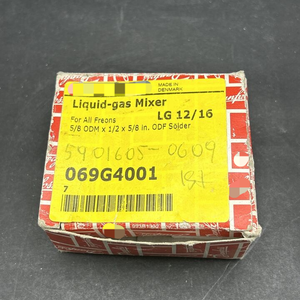 MADE IN
DENMARK
Liquid-gas Mixer
For All Freons
LG 12/16
5/8 ODM x 1/2 x 5/8 in. ODF Solder
5901605-0609
069G4001
1St
7